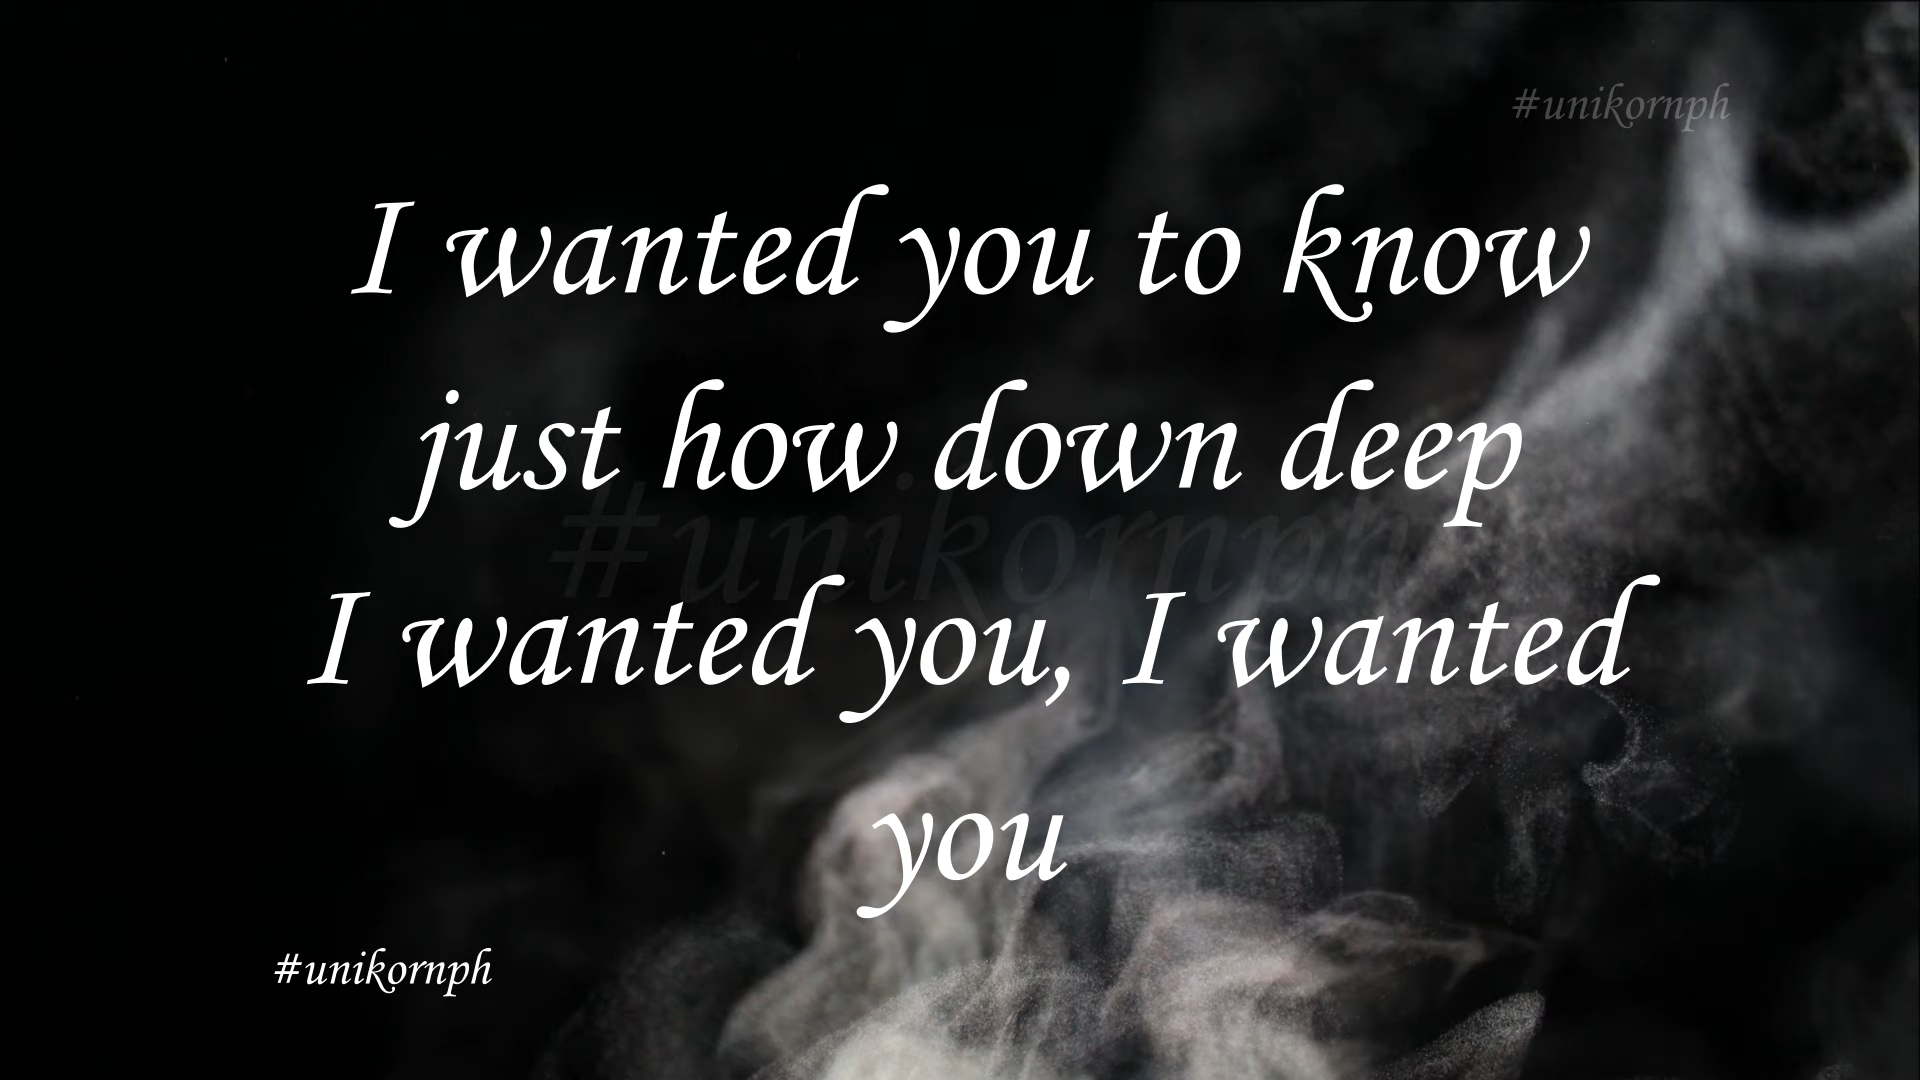 #unikornph
I wanted you to know
just how down deep
#unikornph
I wanted you, I wanted
you
#unikornph